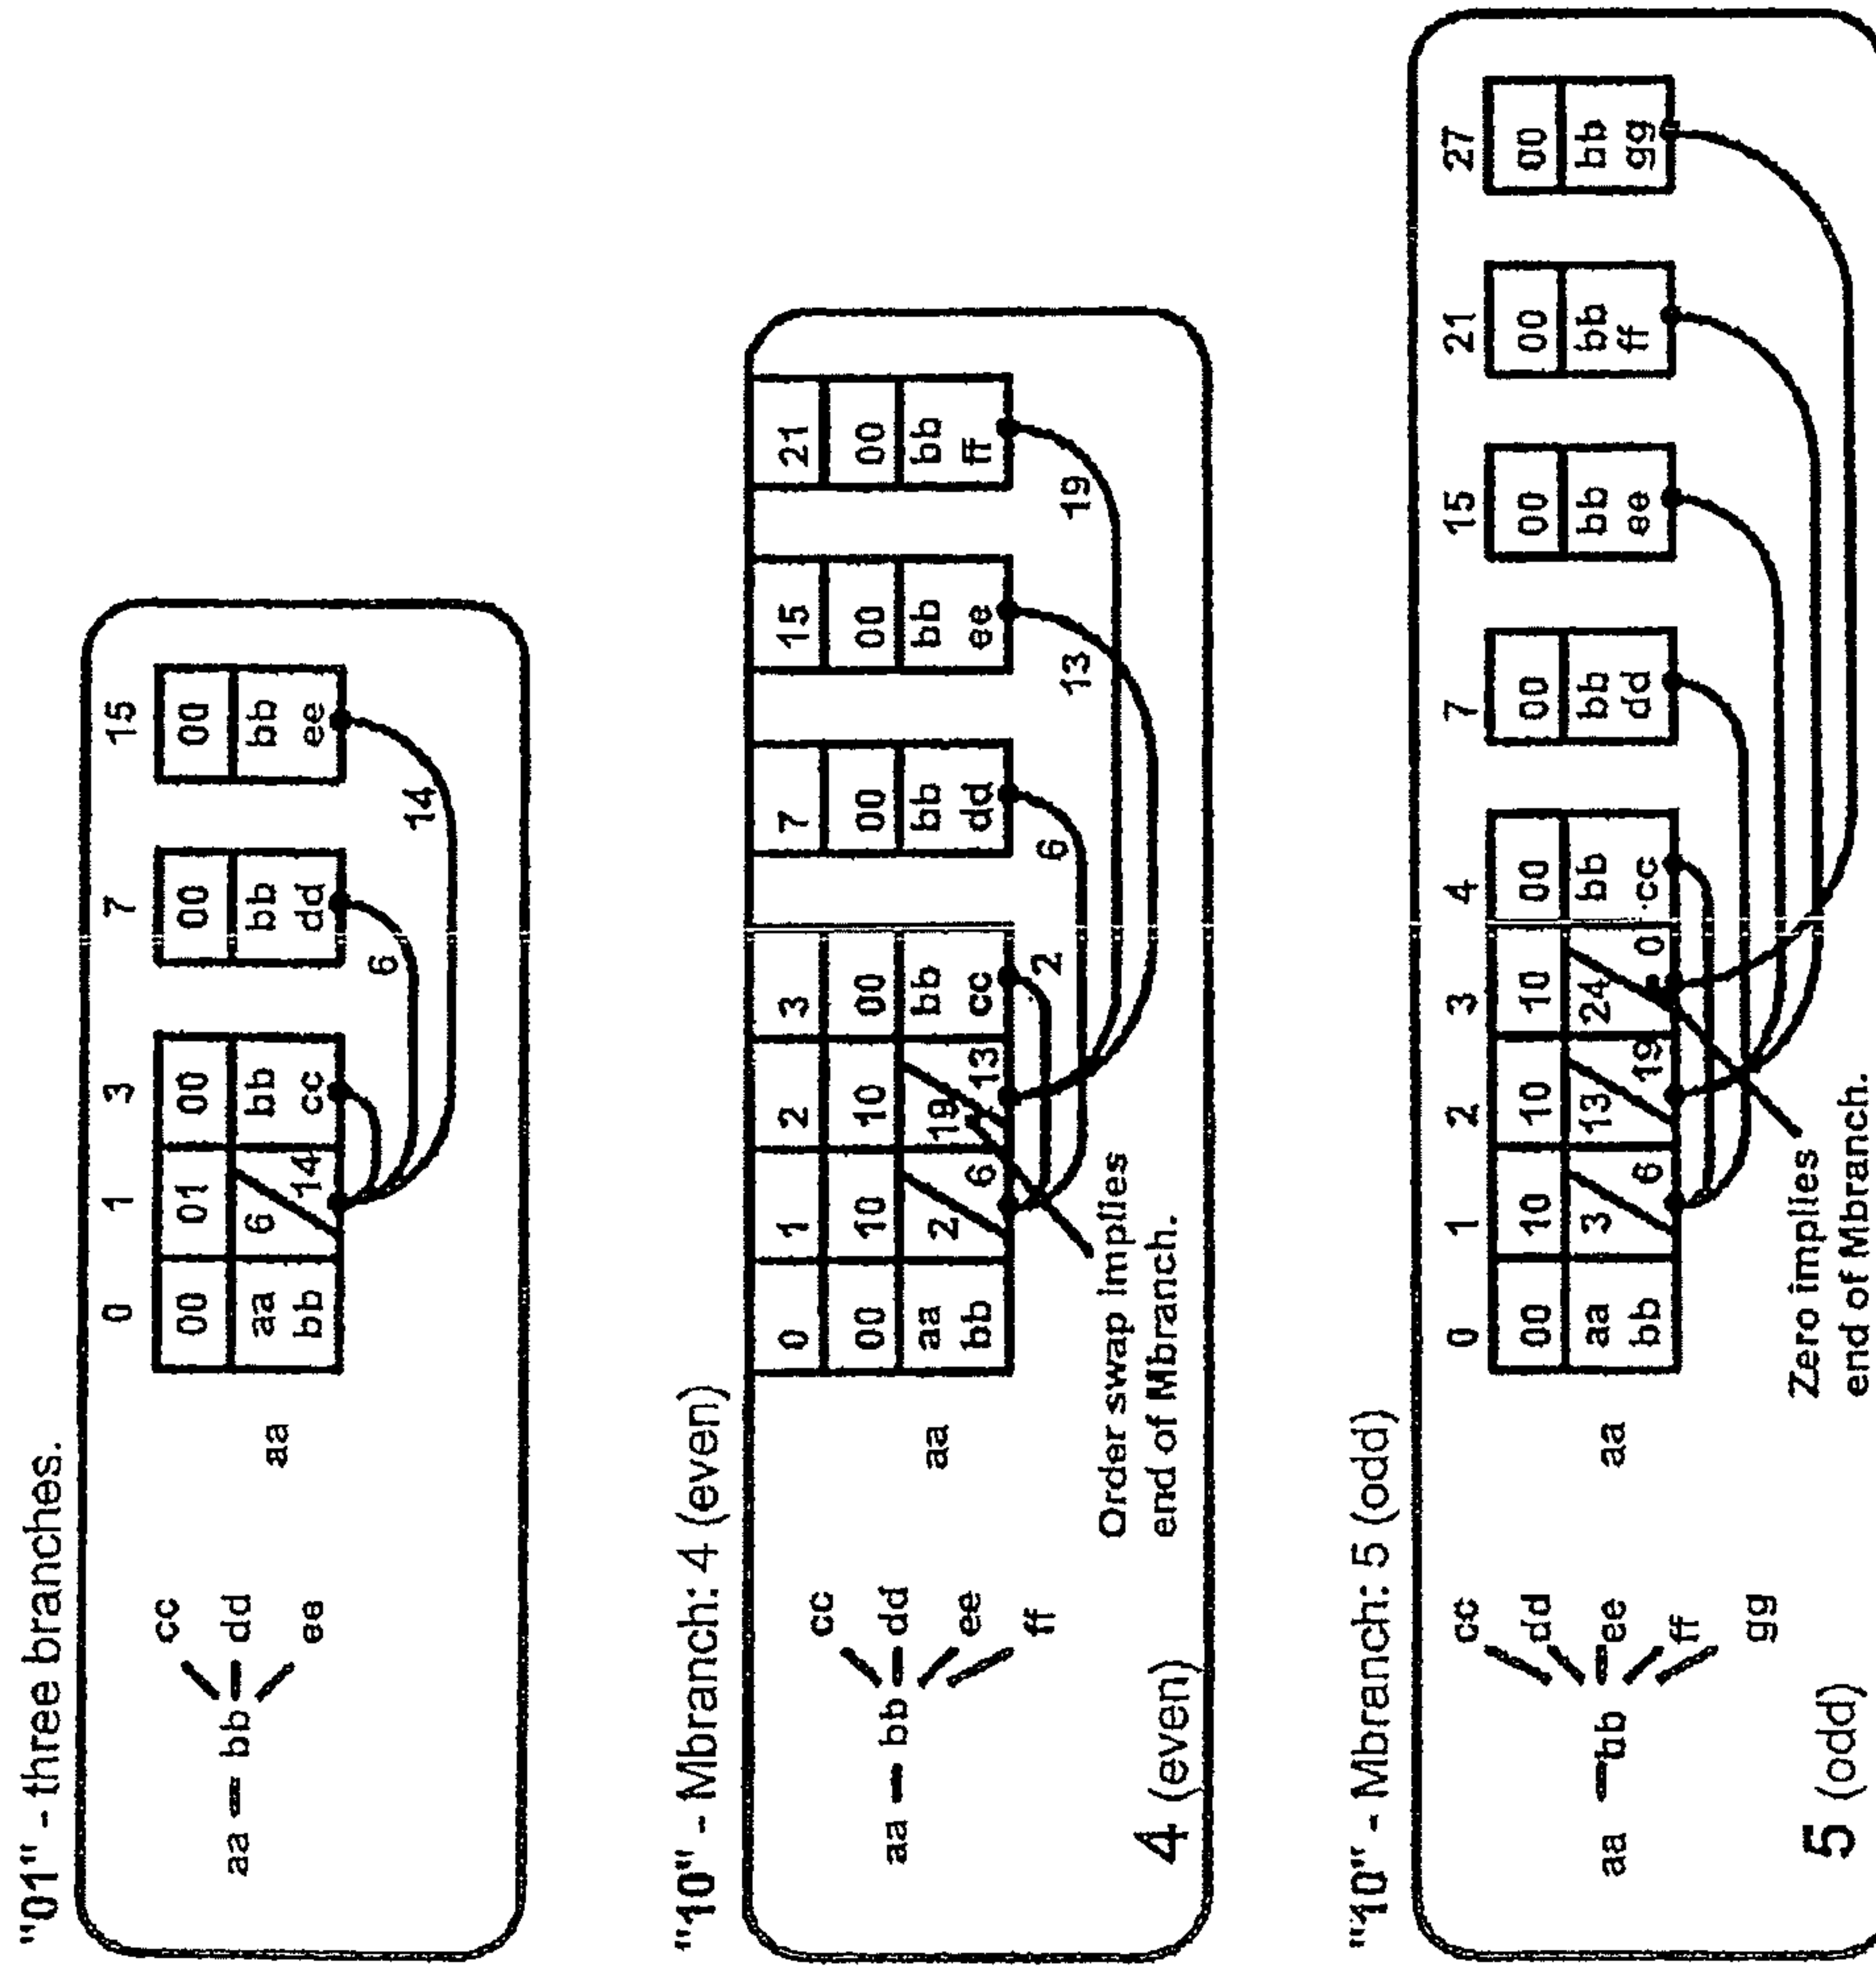 "01" - three branches.
0 1 3 7 15
00 01 00 00 00
aa 6 bb bb bb
bb 14 cc dd ee
6 14
aa
cc
aa bb dd
ee
"10" - Mbranch: 4 (even)
0 1 2 3 7 15 21
00 10 10 00 00 00 00
aa 2 19 bb bb bb bb
bb 6 13 cc dd ee ff
2 6 13 19
aa
cc
aa bb dd
ee
ff
4 (even)
Order swap implies
end of Mbranch.
"10" - Mbranch: 5 (odd)
0 1 2 3 4 7 15 21 27
00 10 10 10 00 00 00 00 00
aa 3 13 24 bb bb bb bb bb
bb 6 19 0 cc dd ee ff gg
aa
cc
dd
aa bb ee
ff
gg
5 (odd)
Zero implies
end of Mbranch.